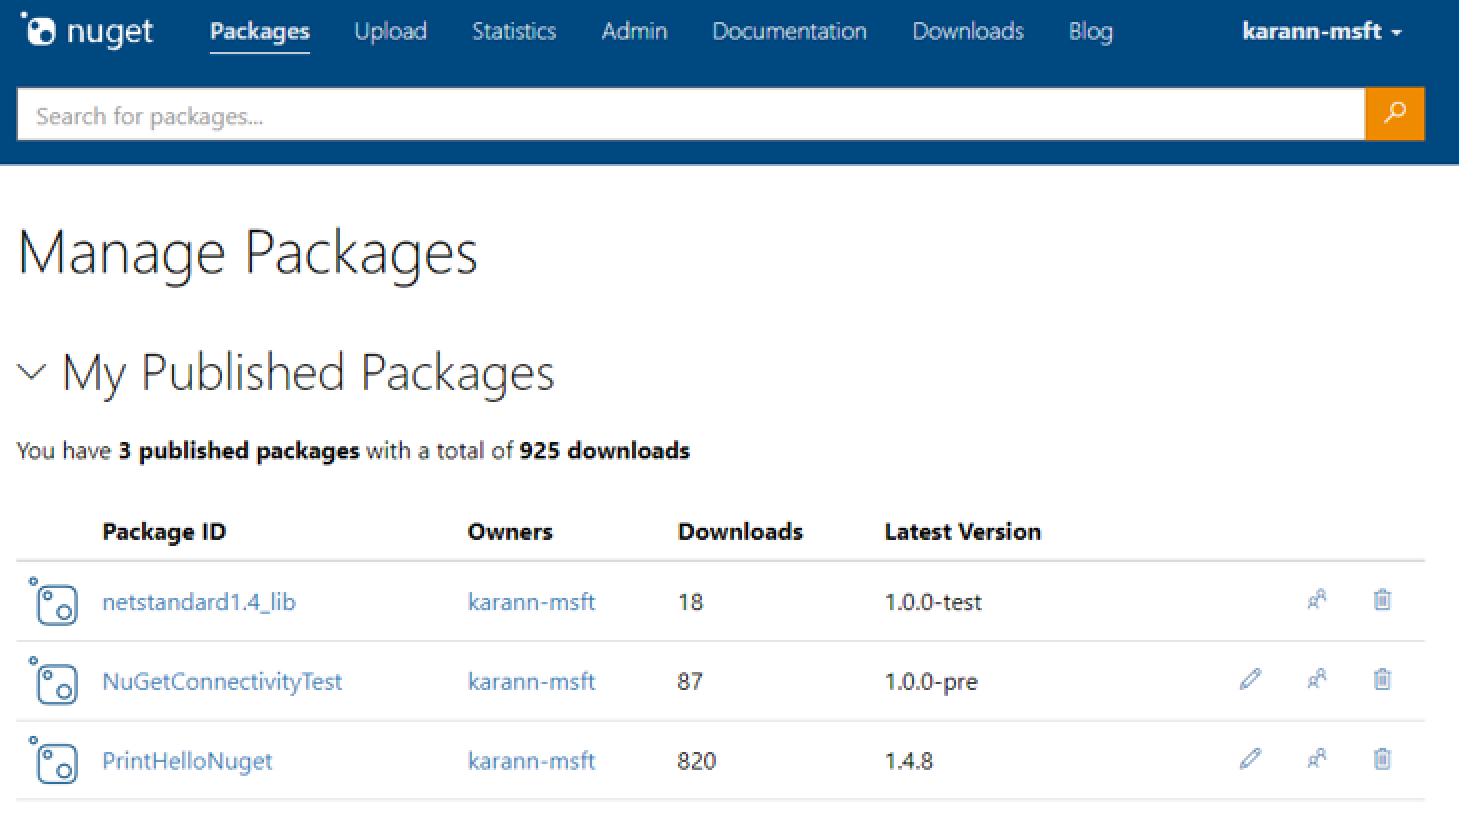 nuget Packages Upload Statistics Admin Documentation Downloads Blog karann-msft
Search for packages...
Manage Packages
My Published Packages
You have 3 published packages with a total of 925 downloads
Package ID Owners Downloads Latest Version
netstandard1.4_lib karann-msft 18 1.0.0-test
NuGetConnectivityTest karann-msft 87 1.0.0-pre
PrintHelloNuget karann-msft 820 1.4.8